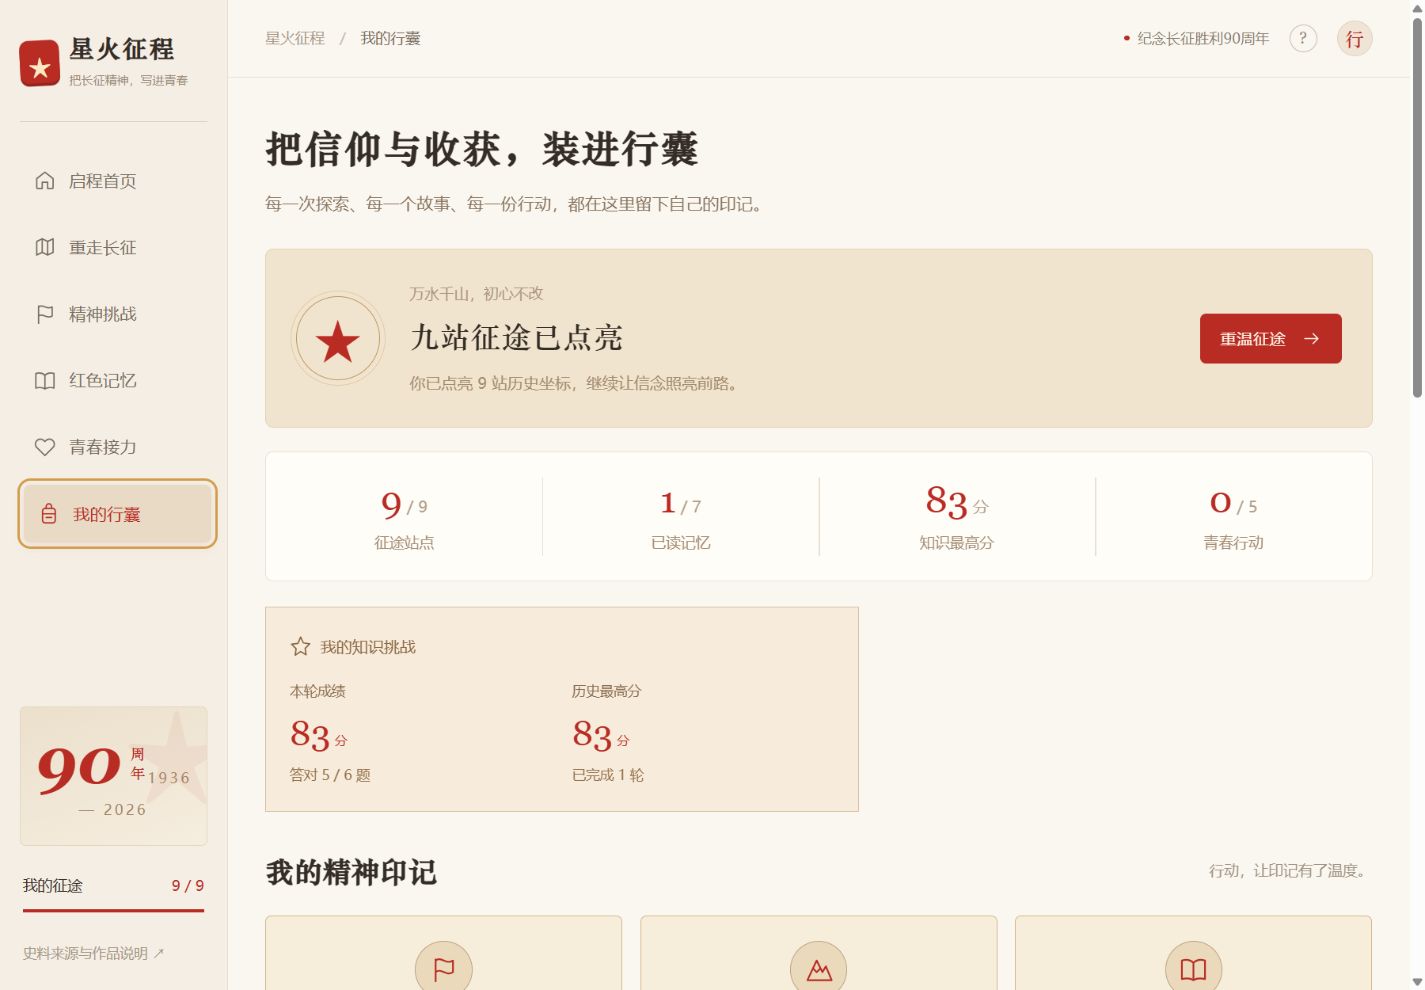 星火征程
把长征精神，写进青春
启程首页
重走长征
精神挑战
红色记忆
青春接力
我的行囊
90 周年 1936
— 2026
我的征途 9 / 9
史料来源与作品说明 ↗
星火征程 / 我的行囊
• 纪念长征胜利90周年 ? 行
把信仰与收获，装进行囊
每一次探索、每一个故事、每一份行动，都在这里留下自己的印记。
万水千山，初心不改
九站征途已点亮
你已点亮 9 站历史坐标，继续让信念照亮前路。
重温征途 →
9 / 9
征途站点
1 / 7
已读记忆
83 分
知识最高分
0 / 5
青春行动
我的知识挑战
本轮成绩
83 分
答对 5 / 6 题
历史最高分
83 分
已完成 1 轮
我的精神印记
行动，让印记有了温度。